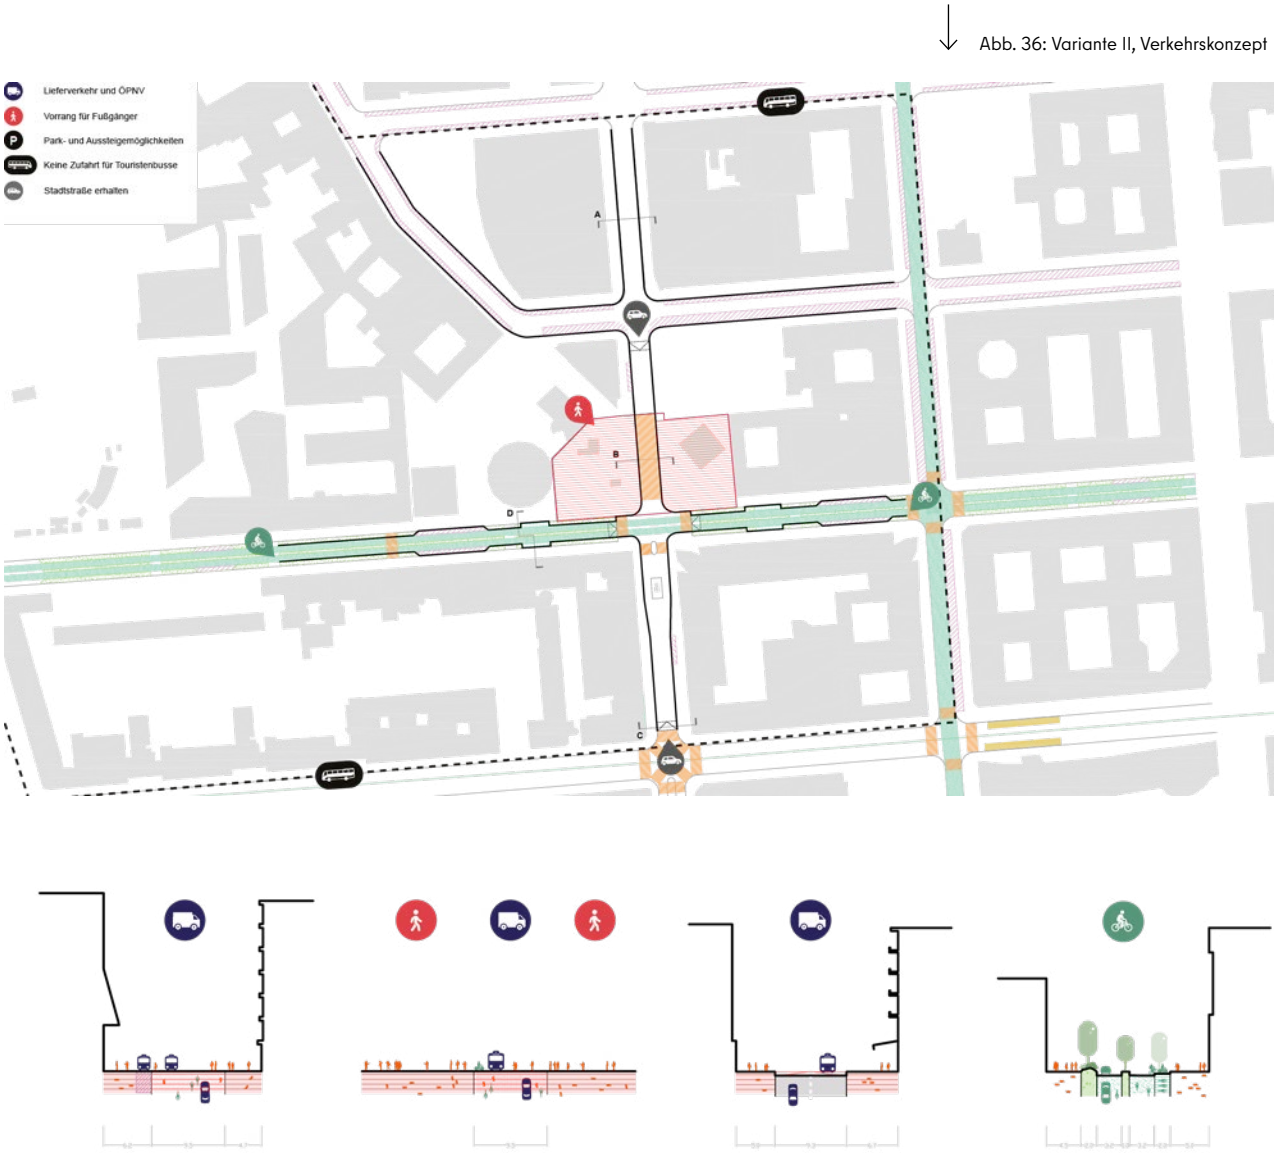 Abb. 36: Variante II, Verkehrskonzept
Lieferverkehr und ÖPNV
Vorrang für Fußgänger
P
Park- und Aussteigemöglichkeiten
Keine Zufahrt für Touristenbusse
Stadtstraße erhalten
A
B
D
C